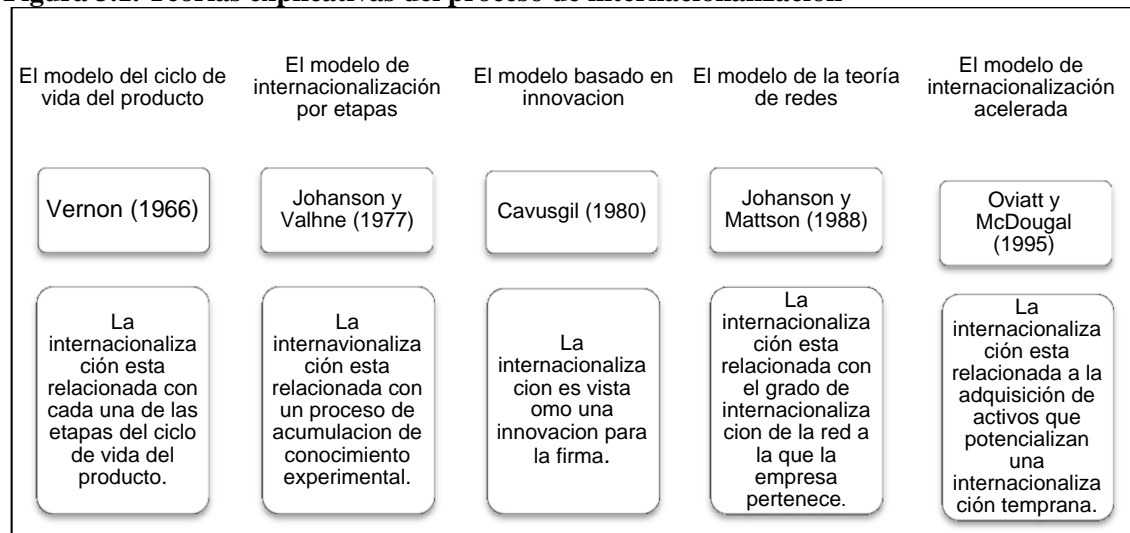 Figura 3.1. Teorías explicativas del proceso de internacionalización
El modelo del ciclo de
vida del producto
El modelo de
internacionalización
por etapas
El modelo basado en
innovacion
El modelo de la teoría
de redes
El modelo de
internacionalización
acelerada
Vernon (1966)
Johanson y
Valhne (1977)
Cavusgil (1980)
Johanson y
Mattson (1988)
Oviatt y
McDougal
(1995)
La
internacionaliza
ción esta
relacionada con
cada una de las
etapas del ciclo
de vida del
producto.
La
internavionaliza
ción esta
relacionada con
un proceso de
acumulacion de
conocimiento
experimental.
La
internacionaliza
cion es vista
omo una
innovacion para
la firma.
La
internacionaliza
ción esta
relacionada con
el grado de
internacionaliza
cion de la red a
la que la
empresa
pertenece.
La
internacionaliza
ción esta
relacionada a la
adquisición de
activos que
potencializan
una
internacionaliza
ción temprana.